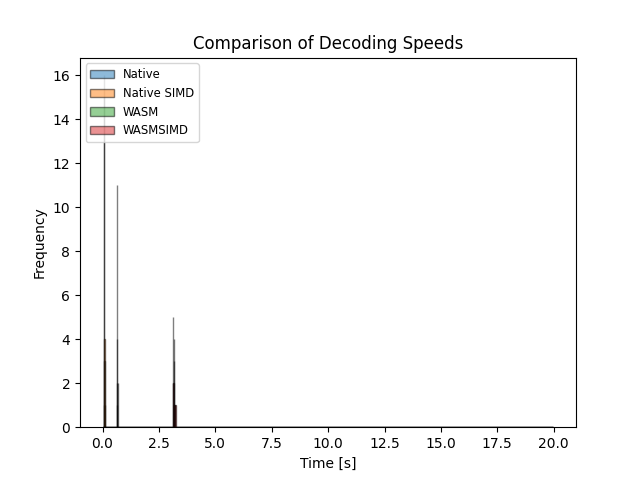 Comparison of Decoding Speeds
16
14
12
10
8
6
4
2
0
Frequency
Native
Native SIMD
WASM
WASMSIMD
0.0 2.5 5.0 7.5 10.0 12.5 15.0 17.5 20.0
Time [s]